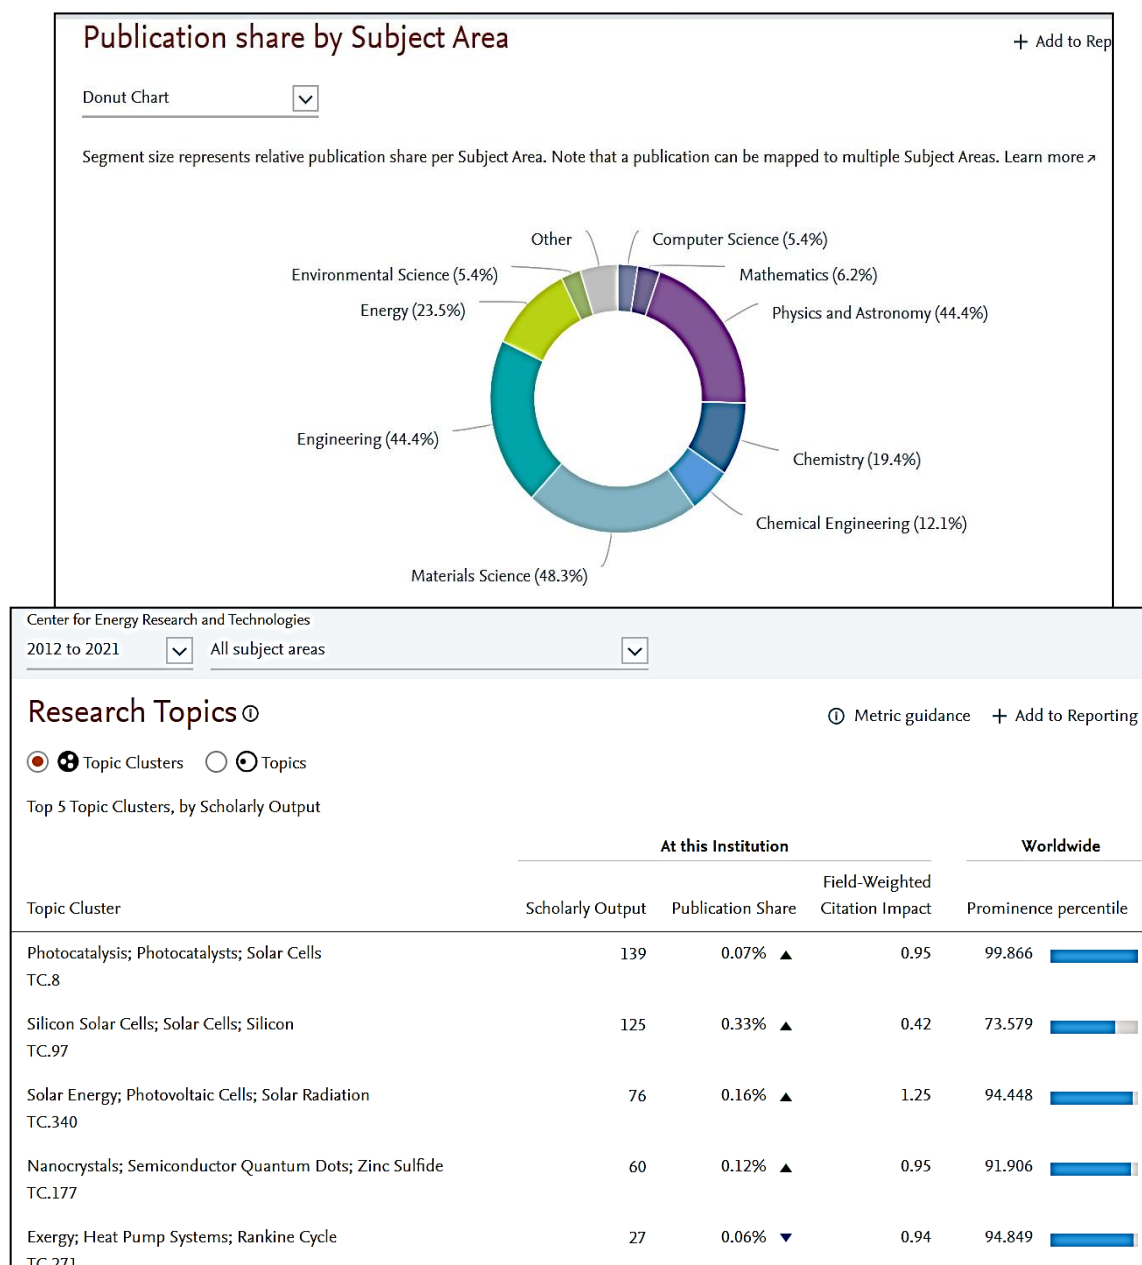 Publication share by Subject Area
+ Add to Rep
Donut Chart
Segment size represents relative publication share per Subject Area. Note that a publication can be mapped to multiple Subject Areas. Learn more ↗
Other
Computer Science (5.4%)
Environmental Science (5.4%)
Mathematics (6.2%)
Energy (23.5%)
Physics and Astronomy (44.4%)
Engineering (44.4%)
Chemistry (19.4%)
Chemical Engineering (12.1%)
Materials Science (48.3%)
Center for Energy Research and Technologies
2012 to 2021 All subject areas
Research Topics
Metric guidance + Add to Reporting
Topic Clusters Topics
Top 5 Topic Clusters, by Scholarly Output
At this Institution Worldwide
Field-Weighted
Topic Cluster Scholarly Output Publication Share Citation Impact Prominence percentile
Photocatalysis; Photocatalysts; Solar Cells 139 0.07% ▲ 0.95 99.866
TC.8
Silicon Solar Cells; Solar Cells; Silicon 125 0.33% ▲ 0.42 73.579
TC.97
Solar Energy; Photovoltaic Cells; Solar Radiation 76 0.16% ▲ 1.25 94.448
TC.340
Nanocrystals; Semiconductor Quantum Dots; Zinc Sulfide 60 0.12% ▲ 0.95 91.906
TC.177
Exergy; Heat Pump Systems; Rankine Cycle 27 0.06% ▼ 0.94 94.849
TC.271